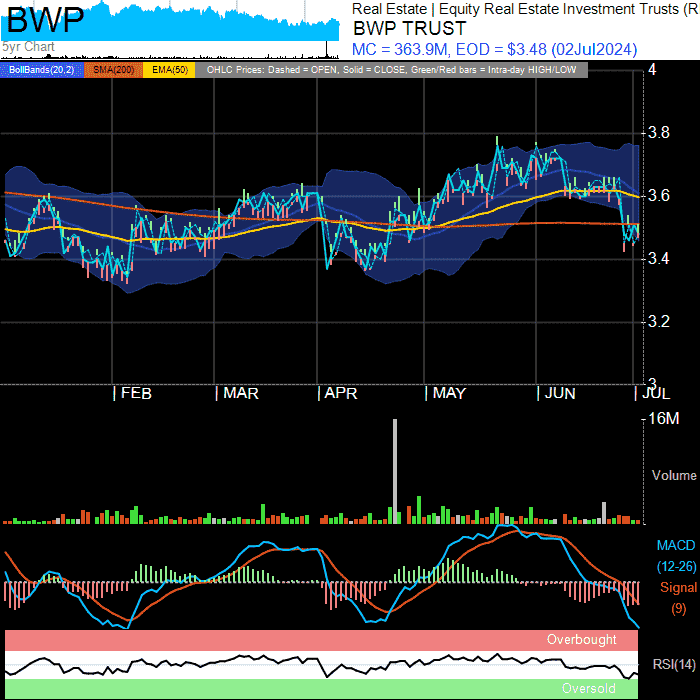 BWP
5yr Chart
Real Estate | Equity Real Estate Investment Trusts (R
BWP TRUST
MC = 363.9M, EOD = $3.48 (02Jul2024)
BollBands(20,2) SMA(200) EMA(50) OHLC Prices: Dashed = OPEN, Solid = CLOSE, Green/Red bars = Intra-day HIGH/LOW
4
3.8
3.6
3.4
3.2
3
FEB MAR APR MAY JUN JUL
16M
Volume
MACD
(12-26)
Signal
(9)
Overbought
RSI(14)
Oversold